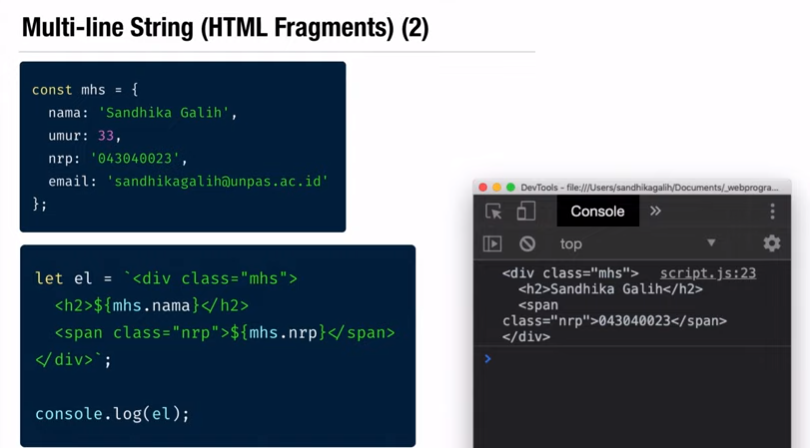 Multi-line String (HTML Fragments) (2)
const mhs = {
  nama: 'Sandhika Galih',
  umur: 33,
  nrp: '043040023',
  email: 'sandhikagalih@unpas.ac.id'
};
let el = `<div class="mhs">
  <h2>${mhs.nama}</h2>
  <span class="nrp">${mhs.nrp}</span>
</div>`;
console.log(el);
DevTools - file:///Users/sandhikagalih/Documents/_webprogram
Console »
top
<div class="mhs"> script.js:23
  <h2>Sandhika Galih</h2>
  <span
class="nrp">043040023</span>
</div>